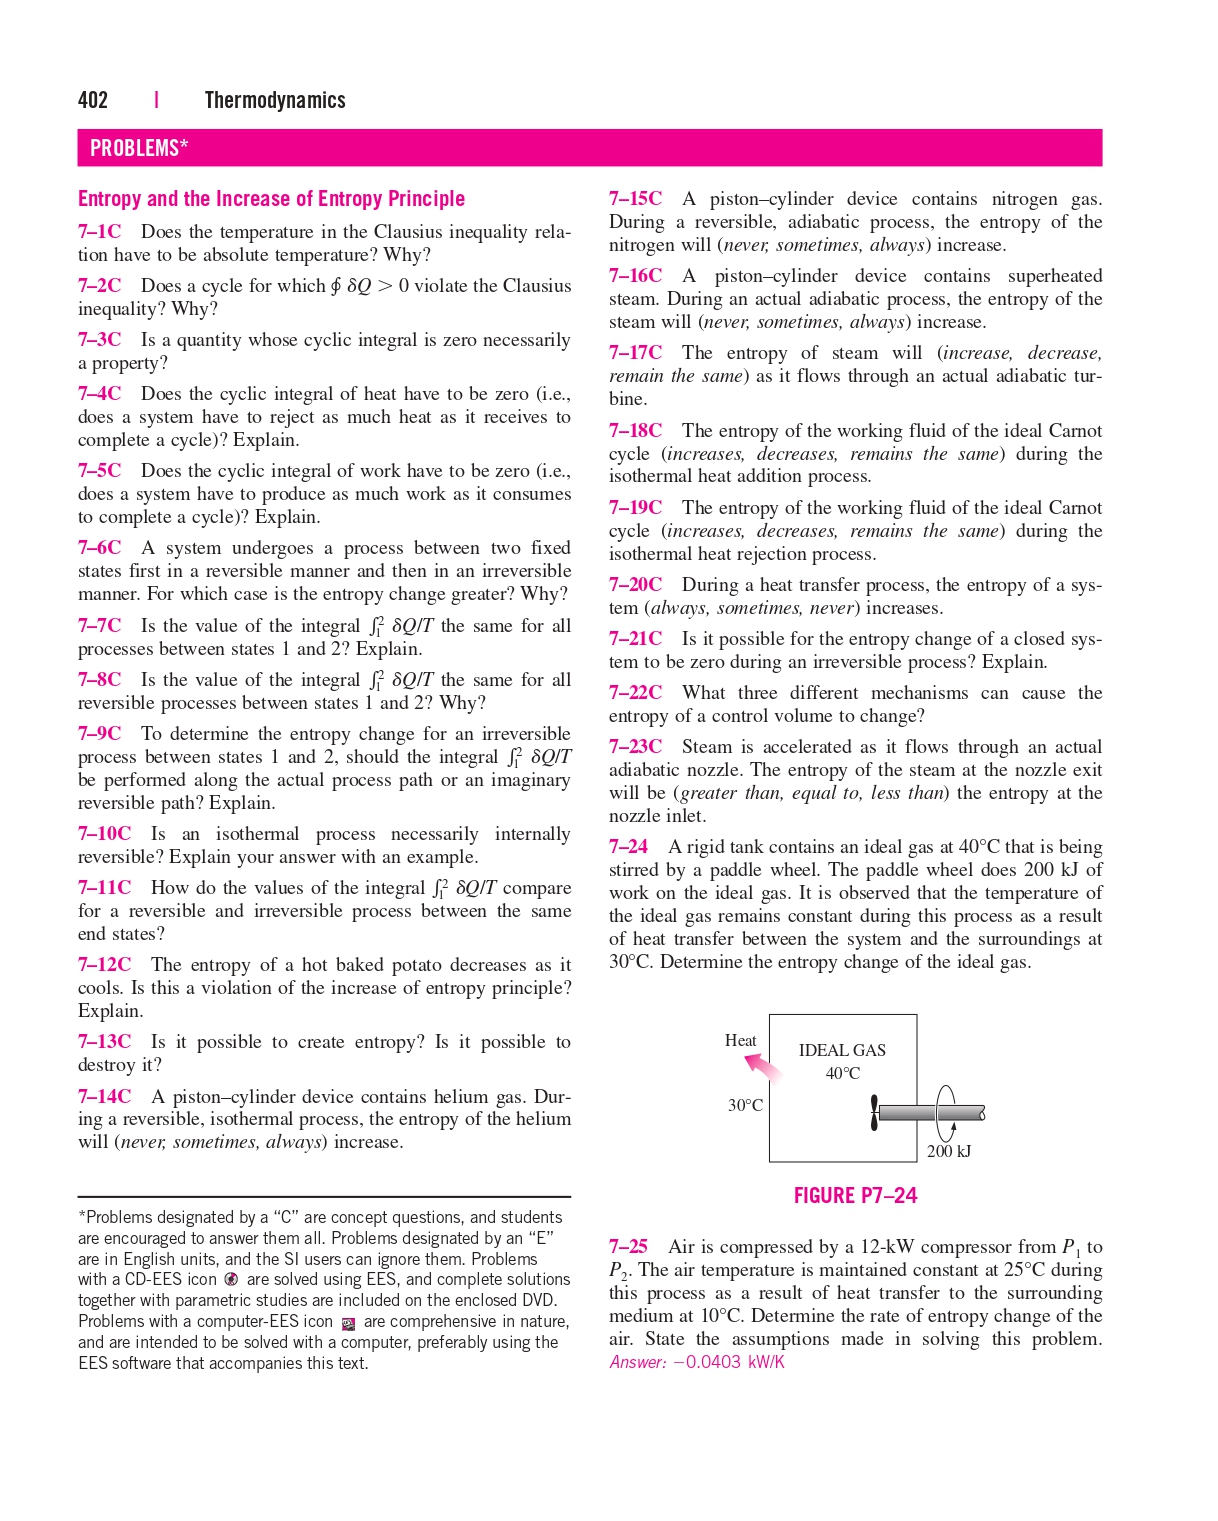 402 | Thermodynamics
PROBLEMS*
Entropy and the Increase of Entropy Principle
7–1C Does the temperature in the Clausius inequality rela-
tion have to be absolute temperature? Why?
7–2C Does a cycle for which ∮ δQ > 0 violate the Clausius
inequality? Why?
7–3C Is a quantity whose cyclic integral is zero necessarily
a property?
7–4C Does the cyclic integral of heat have to be zero (i.e.,
does a system have to reject as much heat as it receives to
complete a cycle)? Explain.
7–5C Does the cyclic integral of work have to be zero (i.e.,
does a system have to produce as much work as it consumes
to complete a cycle)? Explain.
7–6C A system undergoes a process between two fixed
states first in a reversible manner and then in an irreversible
manner. For which case is the entropy change greater? Why?
7–7C Is the value of the integral ∫₁² δQ/T the same for all
processes between states 1 and 2? Explain.
7–8C Is the value of the integral ∫₁² δQ/T the same for all
reversible processes between states 1 and 2? Why?
7–9C To determine the entropy change for an irreversible
process between states 1 and 2, should the integral ∫₁² δQ/T
be performed along the actual process path or an imaginary
reversible path? Explain.
7–10C Is an isothermal process necessarily internally
reversible? Explain your answer with an example.
7–11C How do the values of the integral ∫₁² δQ/T compare
for a reversible and irreversible process between the same
end states?
7–12C The entropy of a hot baked potato decreases as it
cools. Is this a violation of the increase of entropy principle?
Explain.
7–13C Is it possible to create entropy? Is it possible to
destroy it?
7–14C A piston–cylinder device contains helium gas. Dur-
ing a reversible, isothermal process, the entropy of the helium
will (never, sometimes, always) increase.
*Problems designated by a “C” are concept questions, and students
are encouraged to answer them all. Problems designated by an “E”
are in English units, and the SI users can ignore them. Problems
with a CD-EES icon are solved using EES, and complete solutions
together with parametric studies are included on the enclosed DVD.
Problems with a computer-EES icon are comprehensive in nature,
and are intended to be solved with a computer, preferably using the
EES software that accompanies this text.
7–15C A piston–cylinder device contains nitrogen gas.
During a reversible, adiabatic process, the entropy of the
nitrogen will (never, sometimes, always) increase.
7–16C A piston–cylinder device contains superheated
steam. During an actual adiabatic process, the entropy of the
steam will (never, sometimes, always) increase.
7–17C The entropy of steam will (increase, decrease,
remain the same) as it flows through an actual adiabatic tur-
bine.
7–18C The entropy of the working fluid of the ideal Carnot
cycle (increases, decreases, remains the same) during the
isothermal heat addition process.
7–19C The entropy of the working fluid of the ideal Carnot
cycle (increases, decreases, remains the same) during the
isothermal heat rejection process.
7–20C During a heat transfer process, the entropy of a sys-
tem (always, sometimes, never) increases.
7–21C Is it possible for the entropy change of a closed sys-
tem to be zero during an irreversible process? Explain.
7–22C What three different mechanisms can cause the
entropy of a control volume to change?
7–23C Steam is accelerated as it flows through an actual
adiabatic nozzle. The entropy of the steam at the nozzle exit
will be (greater than, equal to, less than) the entropy at the
nozzle inlet.
7–24 A rigid tank contains an ideal gas at 40°C that is being
stirred by a paddle wheel. The paddle wheel does 200 kJ of
work on the ideal gas. It is observed that the temperature of
the ideal gas remains constant during this process as a result
of heat transfer between the system and the surroundings at
30°C. Determine the entropy change of the ideal gas.
Heat
IDEAL GAS
40°C
30°C
200 kJ
FIGURE P7–24
7–25 Air is compressed by a 12-kW compressor from P₁ to
P₂. The air temperature is maintained constant at 25°C during
this process as a result of heat transfer to the surrounding
medium at 10°C. Determine the rate of entropy change of the
air. State the assumptions made in solving this problem.
Answer: −0.0403 kW/K